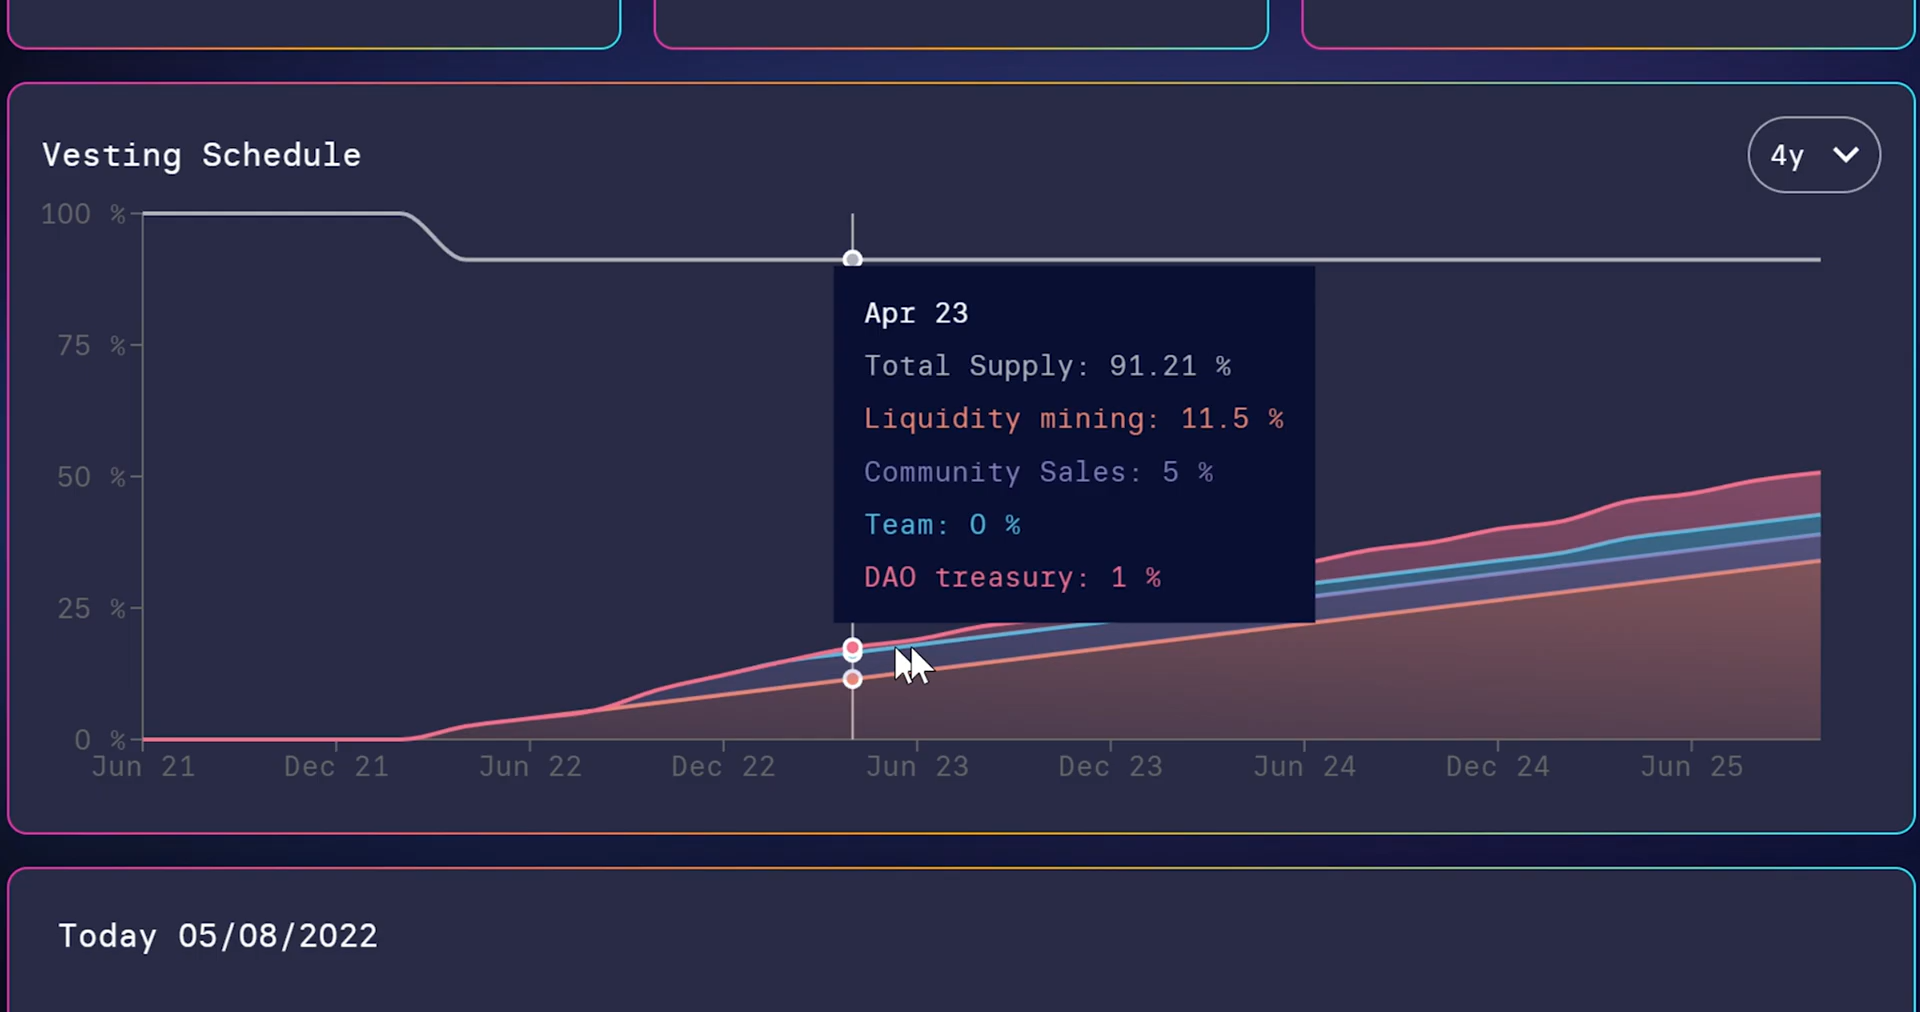 Vesting Schedule
4y
100 %
75 %
50 %
25 %
0 %
Apr 23
Total Supply: 91.21 %
Liquidity mining: 11.5 %
Community Sales: 5 %
Team: 0 %
DAO treasury: 1 %
Jun 21
Dec 21
Jun 22
Dec 22
Jun 23
Dec 23
Jun 24
Dec 24
Jun 25
Today 05/08/2022